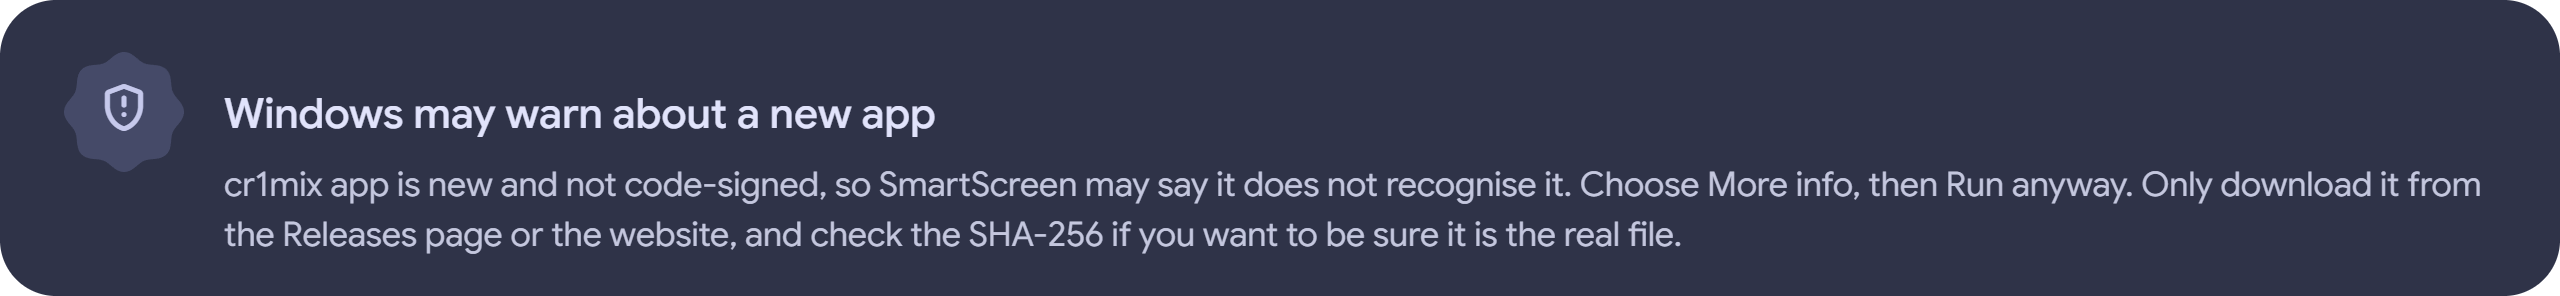 Windows may warn about a new app
cr1mix app is new and not code-signed, so SmartScreen may say it does not recognise it. Choose More info, then Run anyway. Only download it from
the Releases page or the website, and check the SHA-256 if you want to be sure it is the real file.